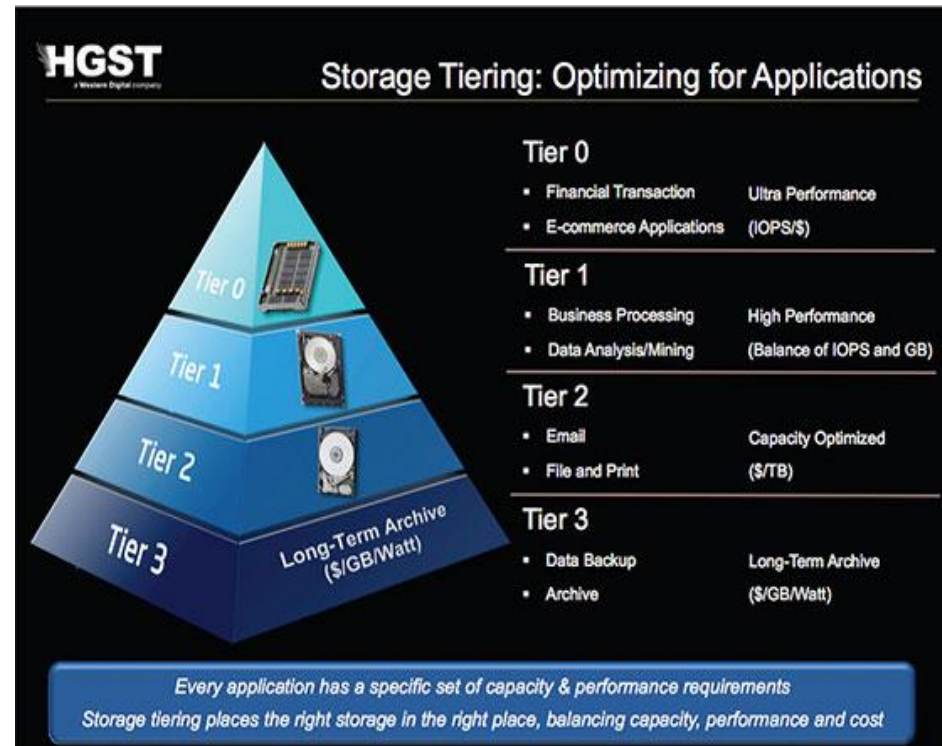 HGST
a Western Digital company
Storage Tiering: Optimizing for Applications
Tier 0
Tier 1
Tier 2
Tier 3
Long-Term Archive
($/GB/Watt)
Tier 0
▪ Financial Transaction Ultra Performance
▪ E-commerce Applications (IOPS/$)
Tier 1
▪ Business Processing High Performance
▪ Data Analysis/Mining (Balance of IOPS and GB)
Tier 2
▪ Email Capacity Optimized
▪ File and Print ($/TB)
Tier 3
▪ Data Backup Long-Term Archive
▪ Archive ($/GB/Watt)
Every application has a specific set of capacity & performance requirements
Storage tiering places the right storage in the right place, balancing capacity, performance and cost